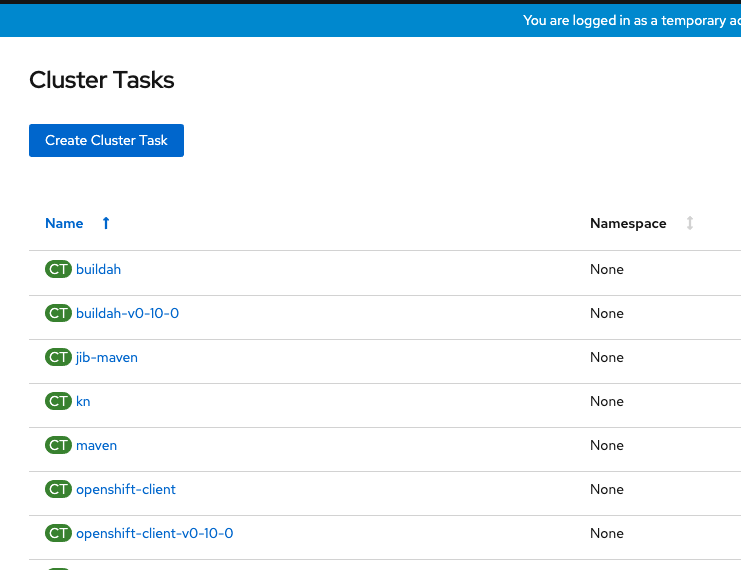 You are logged in as a temporary
Cluster Tasks
Create Cluster Task
Name Namespace
CT buildah None
CT buildah-v0-10-0 None
CT jib-maven None
CT kn None
CT maven None
CT openshift-client None
CT openshift-client-v0-10-0 None